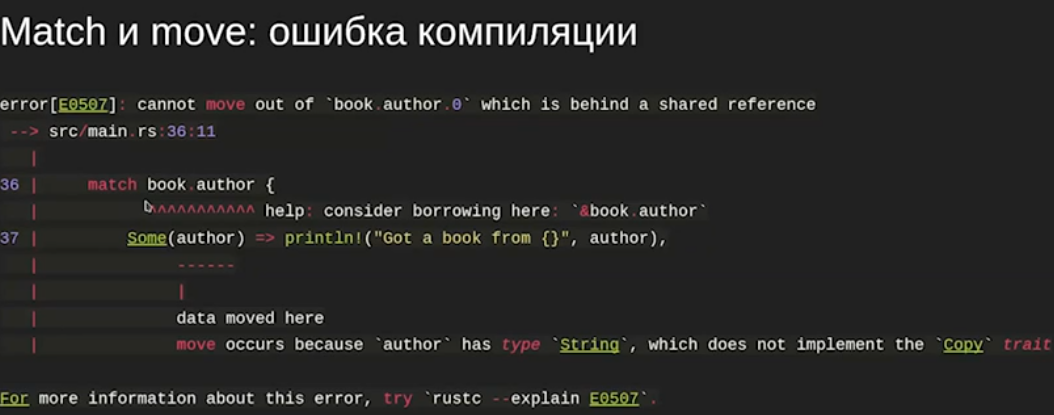 Match и move: ошибка компиляции
error[E0507]: cannot move out of `book.author.0` which is behind a shared reference
--> src/main.rs:36:11
|
36 | match book.author {
| ^^^^^^^^^^^ help: consider borrowing here: `&book.author`
37 | Some(author) => println!("Got a book from {}", author),
| ------
| |
| data moved here
| move occurs because `author` has type `String`, which does not implement the `Copy` trait
For more information about this error, try `rustc --explain E0507`.